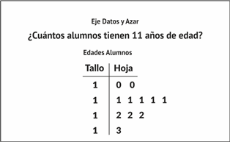 Eje Datos y Azar
¿Cuántos alumnos tienen 11 años de edad?
Edades Alumnos
Tallo Hoja
1 0 0
1 1 1 1 1 1
1 2 2 2
1 3